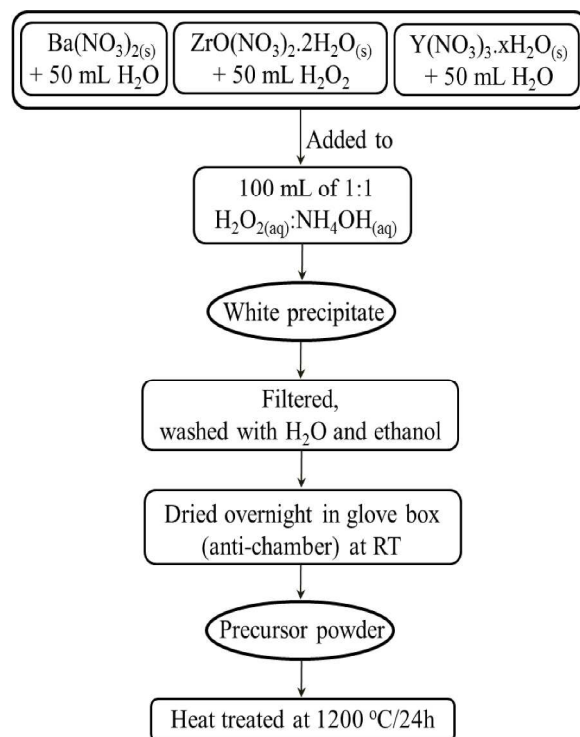 Ba(NO₃)₂₍ₛ₎
+ 50 mL H₂O
ZrO(NO₃)₂.2H₂O₍ₛ₎
+ 50 mL H₂O₂
Y(NO₃)₃.xH₂O₍ₛ₎
+ 50 mL H₂O
Added to
100 mL of 1:1
H₂O₂(aq):NH₄OH(aq)
White precipitate
Filtered,
washed with H₂O and ethanol
Dried overnight in glove box
(anti-chamber) at RT
Precursor powder
Heat treated at 1200 ⁰C/24h